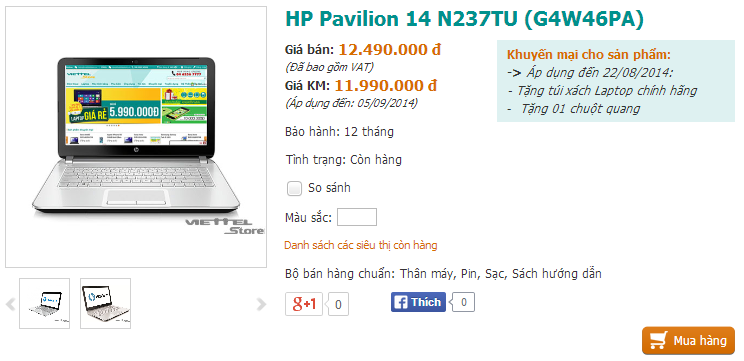 HP Pavilion 14 N237TU (G4W46PA)
Giá bán: 12.490.000 đ
(Đã bao gồm VAT)
Giá KM: 11.990.000 đ
(Áp dụng đến: 05/09/2014)
Khuyến mại cho sản phẩm:
-> Áp dụng đến 22/08/2014:
- Tặng túi xách Laptop chính hãng
- Tặng 01 chuột quang
Bảo hành: 12 tháng
Tình trạng: Còn hàng
So sánh
Màu sắc:
Danh sách các siêu thị còn hàng
Bộ bán hàng chuẩn: Thân máy, Pin, Sạc, Sách hướng dẫn
g+1 0
Thích 0
Mua hàng
GIÁ RẺ
5.990.000Đ
hp
VIETTEL
Store